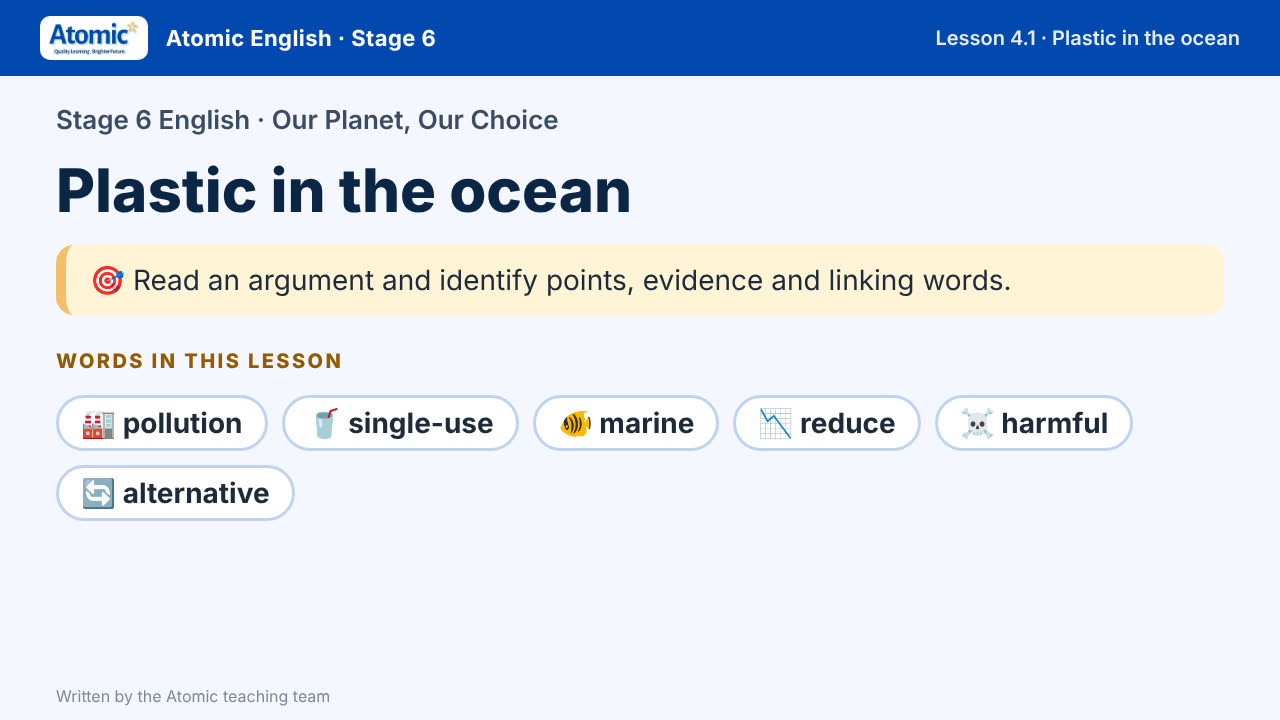 Atomic
Quality Learning. Brighter Future.
Atomic English · Stage 6
Lesson 4.1 · Plastic in the ocean
Stage 6 English · Our Planet, Our Choice
Plastic in the ocean
Read an argument and identify points, evidence and linking words.
WORDS IN THIS LESSON
pollution single-use marine reduce harmful
alternative
Written by the Atomic teaching team